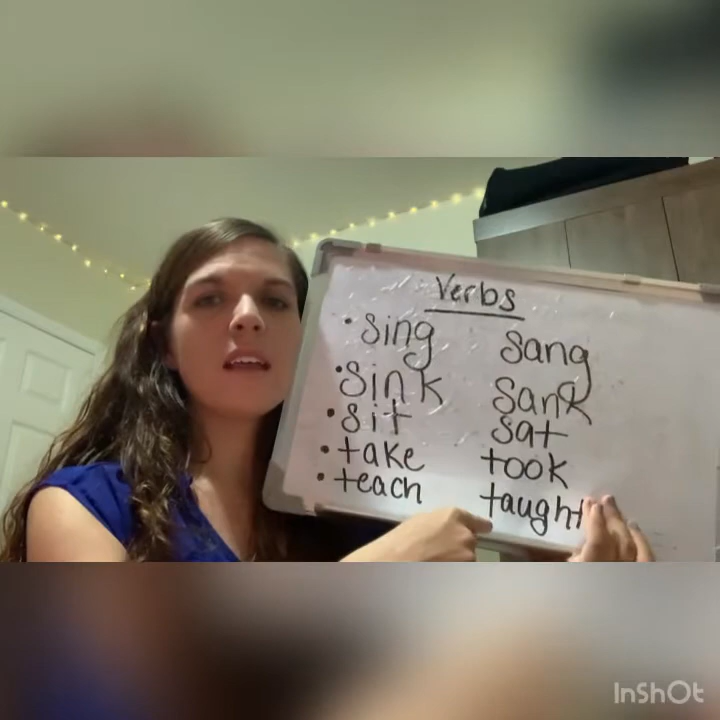 Verbs
• sing sang
• sink sank
• sit sat
• take took
• teach taught
InShOt